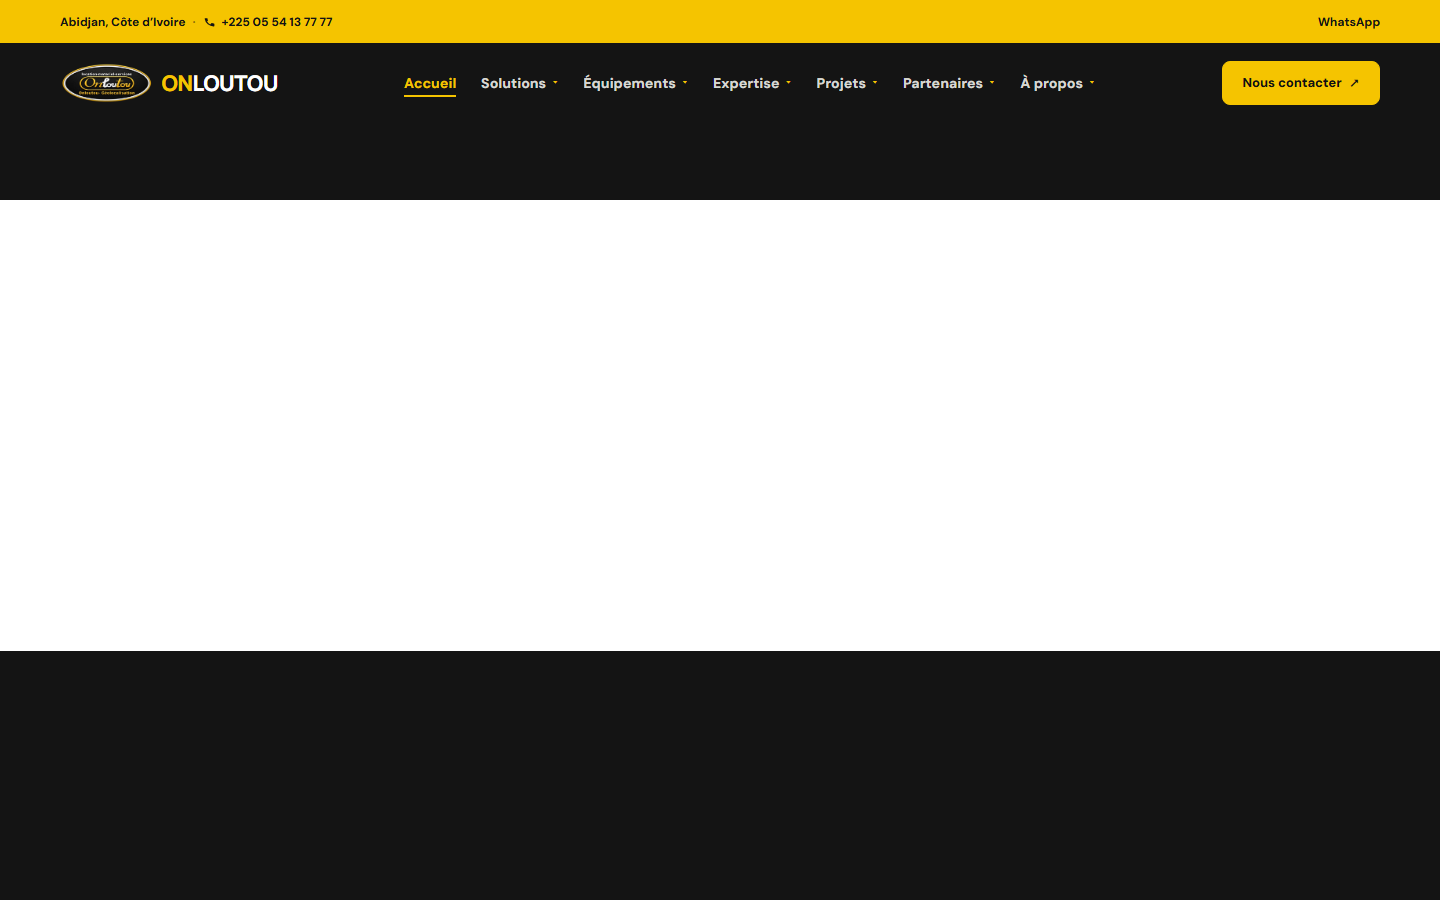 Abidjan, Côte d’Ivoire · +225 05 54 13 77 77
WhatsApp
Onloutou
ONLOUTOU
Accueil
Solutions
Équipements
Expertise
Projets
Partenaires
À propos
Nous contacter ↗